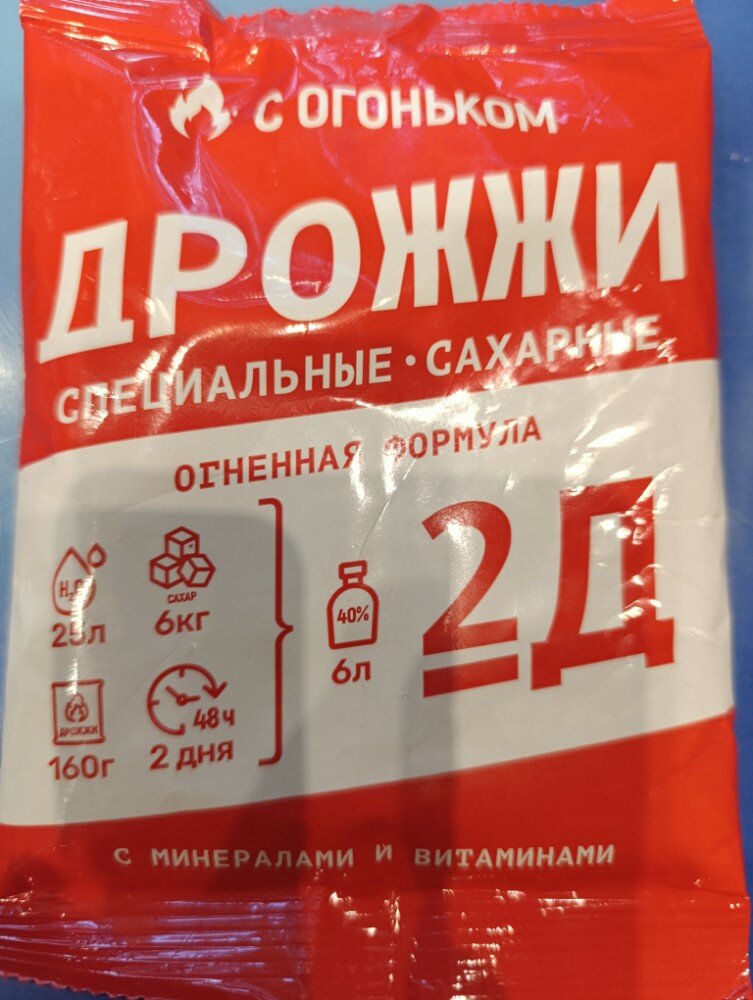 С ОГОНЬКОМ
ДРОЖЖИ
СПЕЦИАЛЬНЫЕ · САХАРНЫЕ
ОГНЕННАЯ ФОРМУЛА
H₂O
25л
САХАР
6кг
ДРОЖЖИ
160г
48ч
2 ДНЯ
40%
6л
2Д
С МИНЕРАЛАМИ И ВИТАМИНАМИ